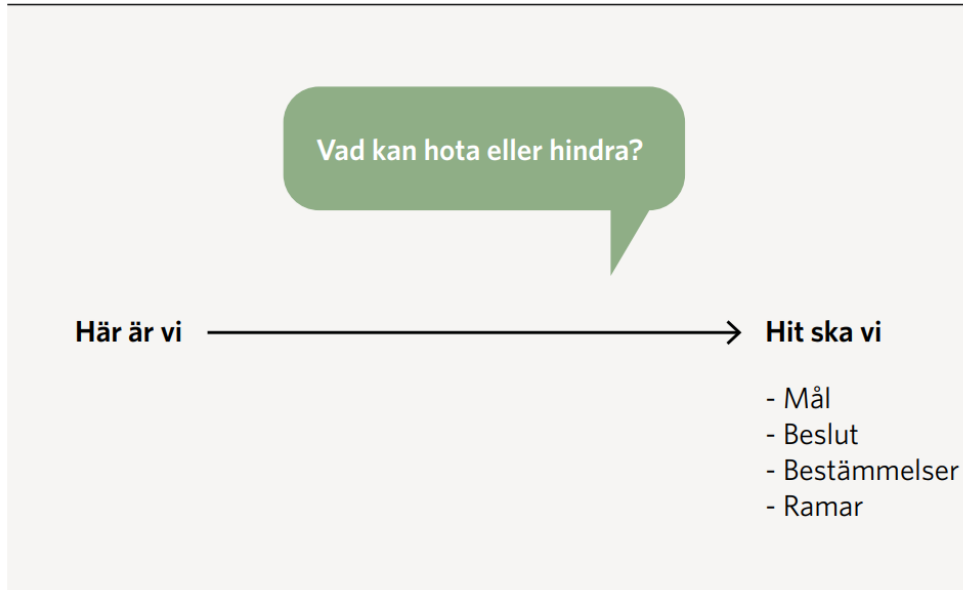 Vad kan hota eller hindra?
Här är vi
Hit ska vi
- Mål
- Beslut
- Bestämmelser
- Ramar